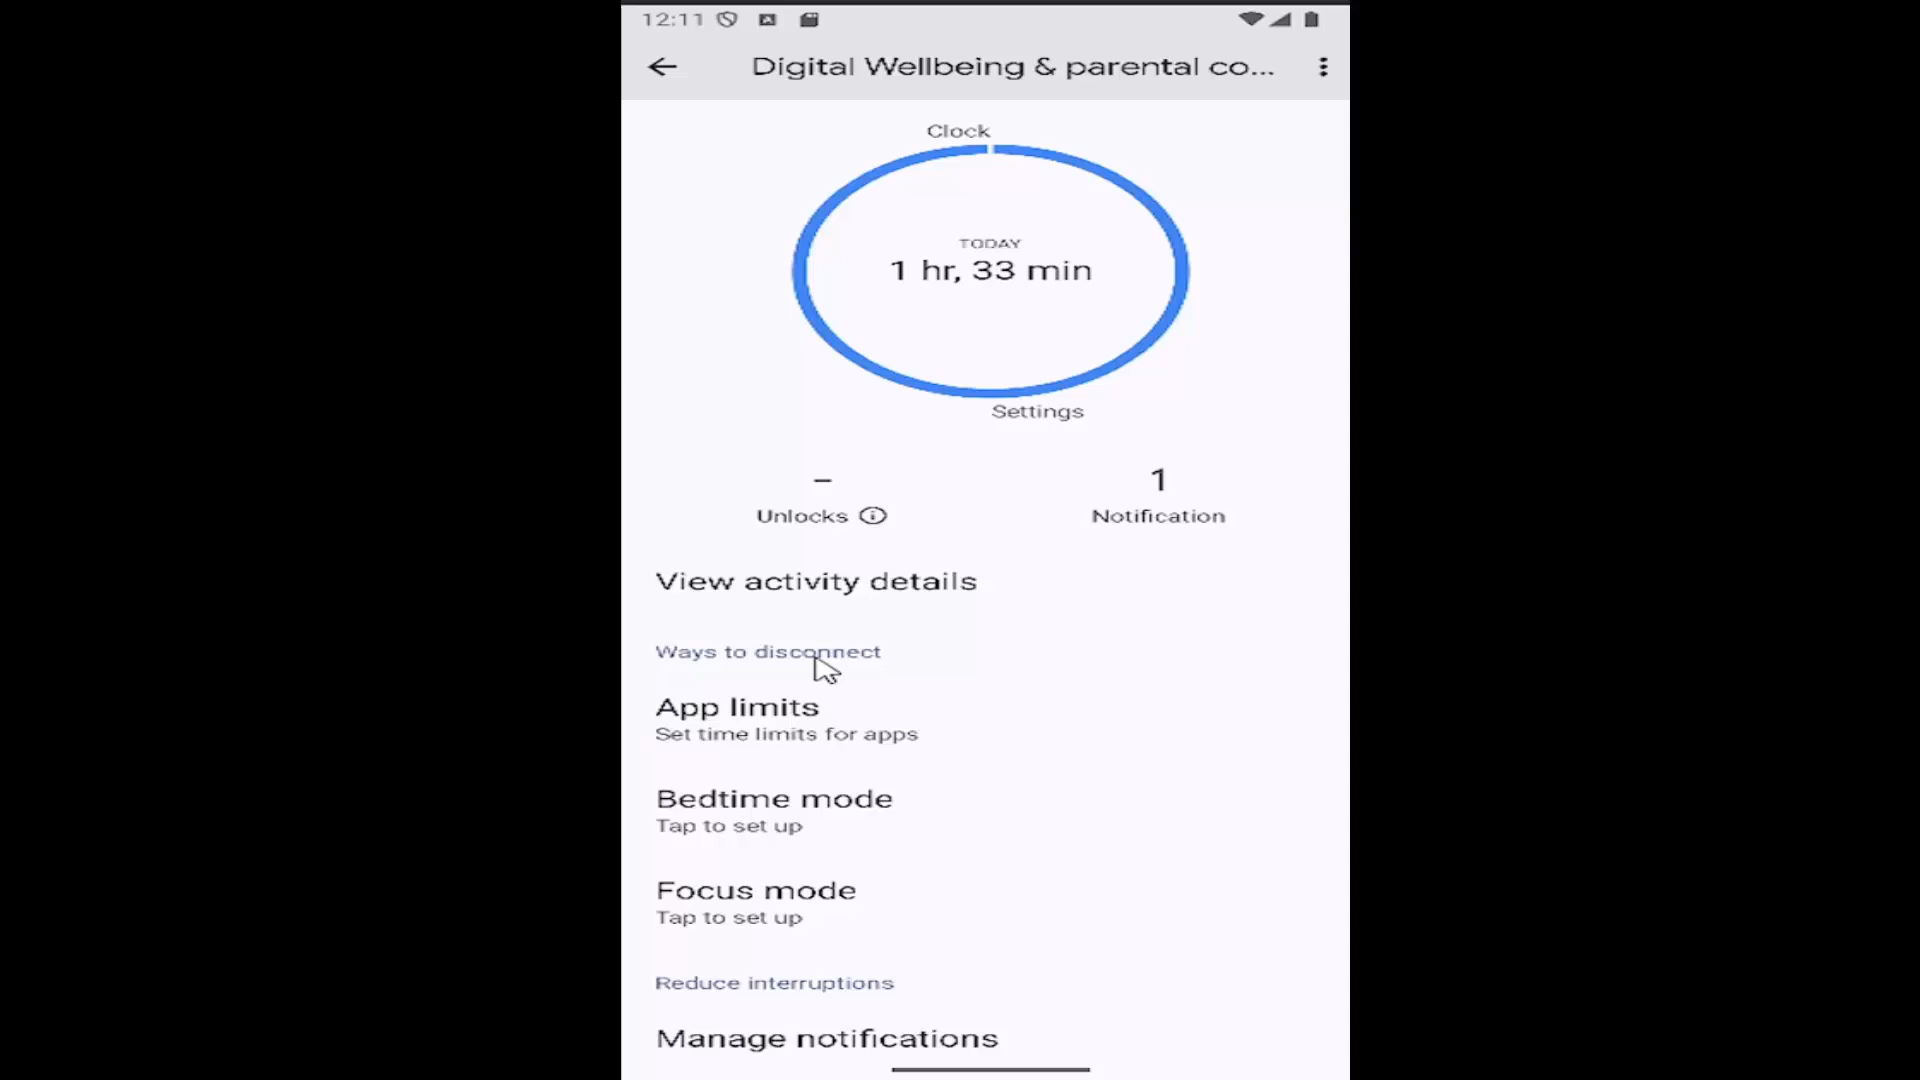 12:11
Digital Wellbeing & parental co...
Clock
TODAY
1 hr, 33 min
Settings
-
1
Unlocks
Notification
View activity details
Ways to disconnect
App limits
Set time limits for apps
Bedtime mode
Tap to set up
Focus mode
Tap to set up
Reduce interruptions
Manage notifications